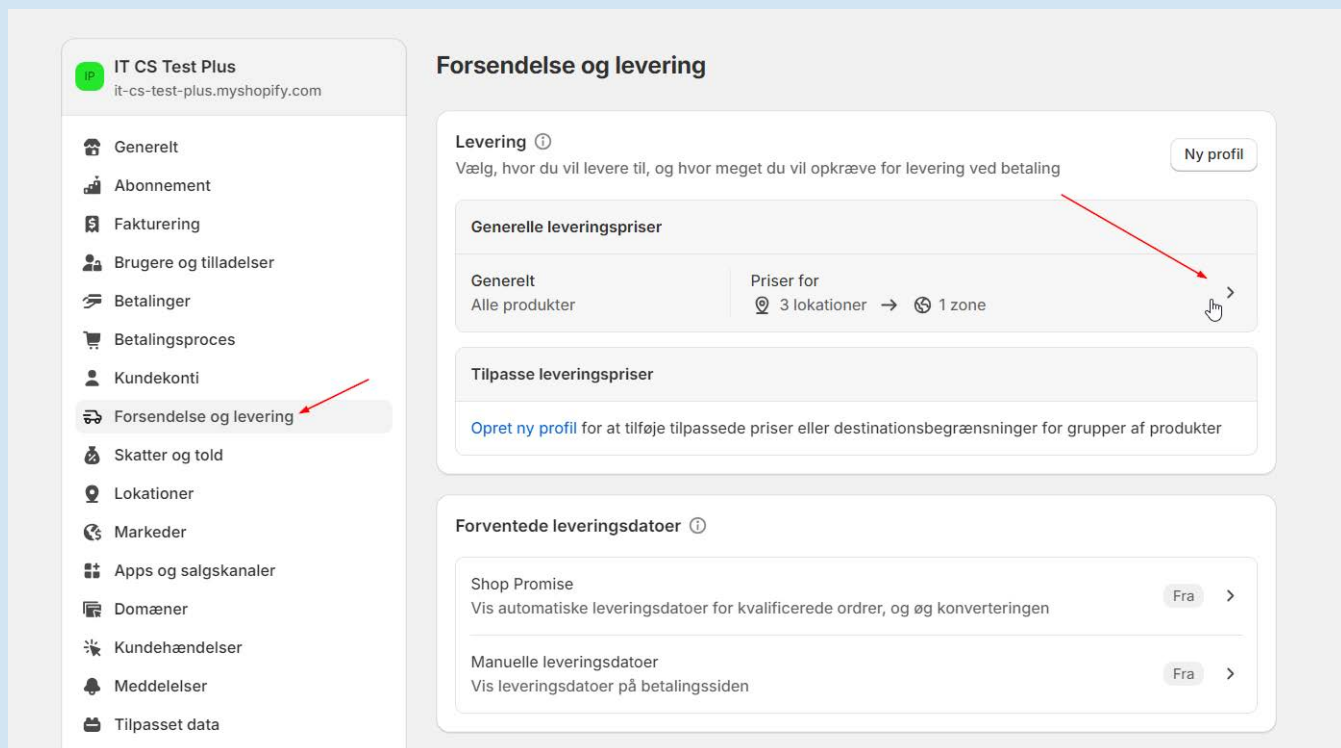 IP
IT CS Test Plus
it-cs-test-plus.myshopify.com
Generelt
Abonnement
Fakturering
Brugere og tilladelser
Betalinger
Betalingsproces
Kundekonti
Forsendelse og levering
Skatter og told
Lokationer
Markeder
Apps og salgskanaler
Domæner
Kundehændelser
Meddelelser
Tilpasset data
Forsendelse og levering
Levering
Vælg, hvor du vil levere til, og hvor meget du vil opkræve for levering ved betaling
Ny profil
Generelle leveringspriser
Generelt
Alle produkter
Priser for
3 lokationer → 1 zone
Tilpasse leveringspriser
Opret ny profil for at tilføje tilpassede priser eller destinationsbegrænsninger for grupper af produkter
Forventede leveringsdatoer
Shop Promise
Vis automatiske leveringsdatoer for kvalificerede ordrer, og øg konverteringen
Fra
Manuelle leveringsdatoer
Vis leveringsdatoer på betalingssiden
Fra